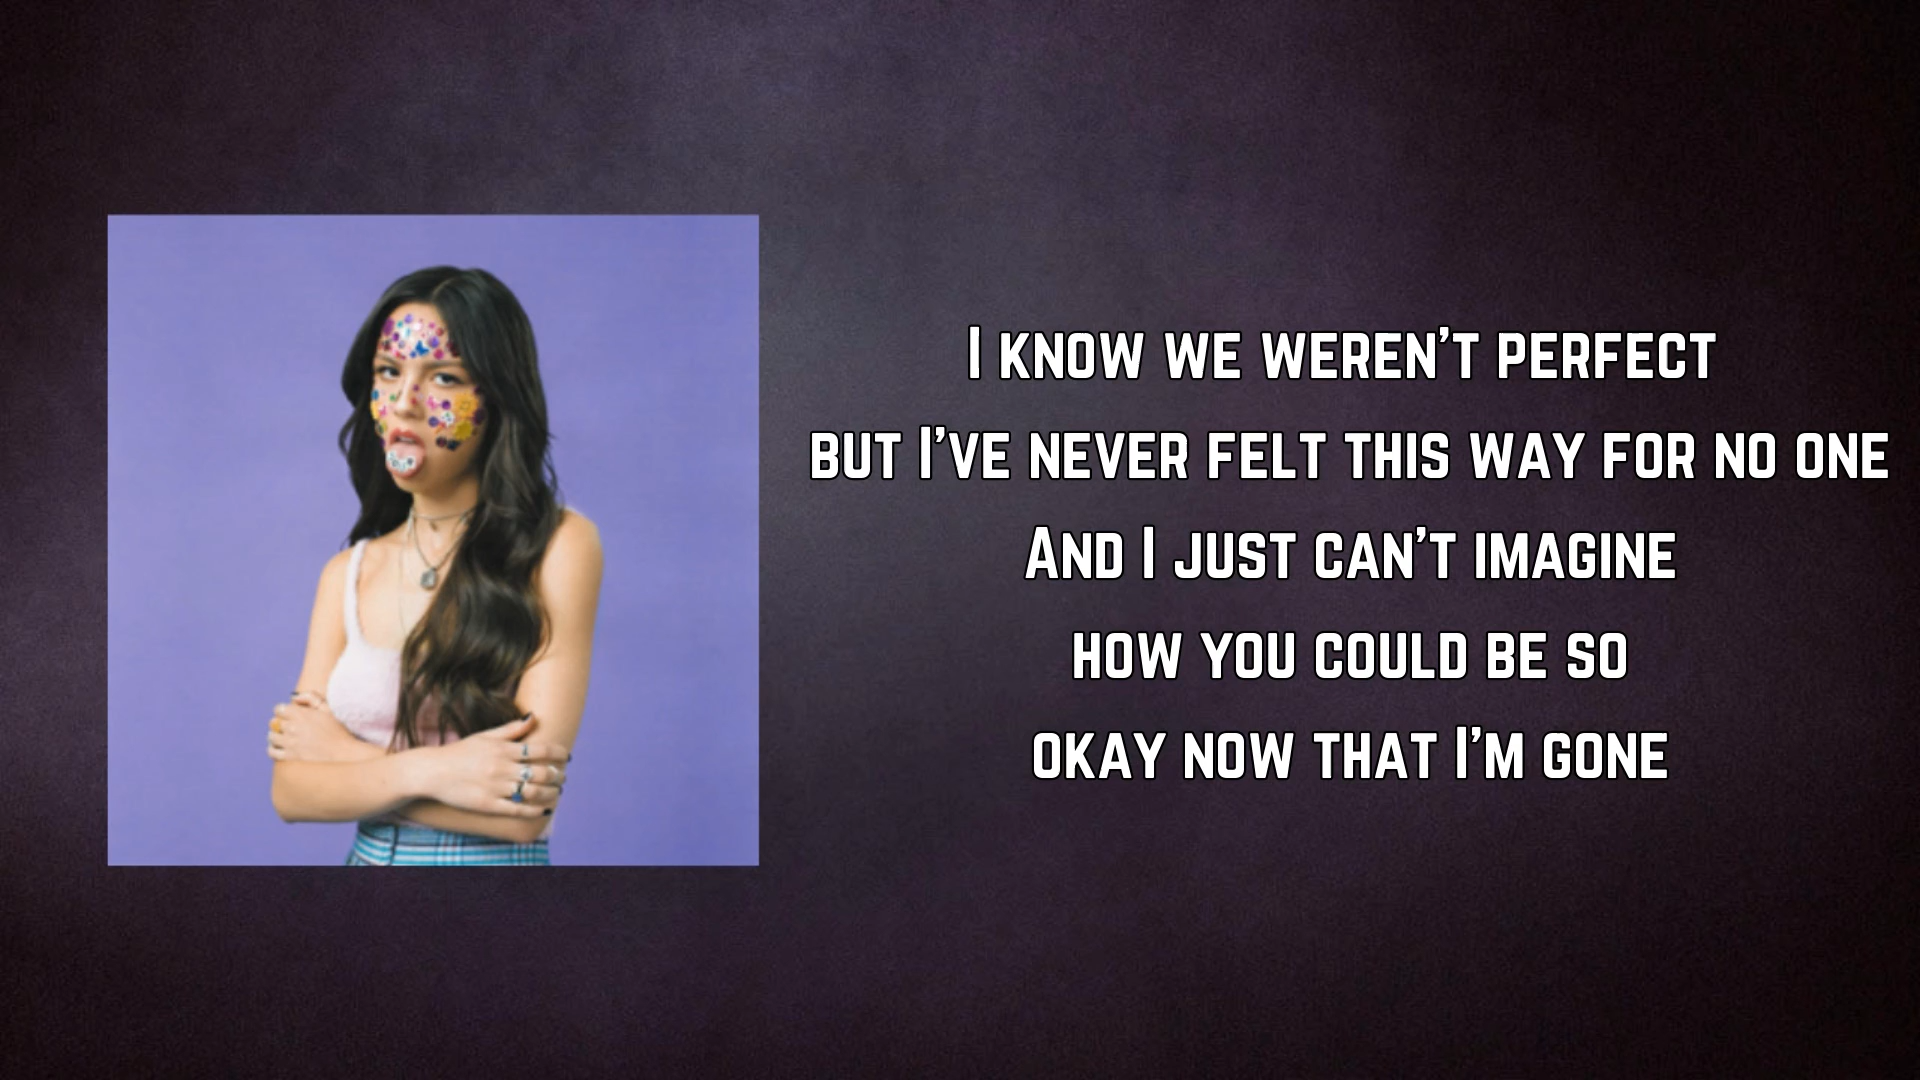 I know we weren't perfect
but I've never felt this way for no one
And I just can't imagine
how you could be so
okay now that I'm gone